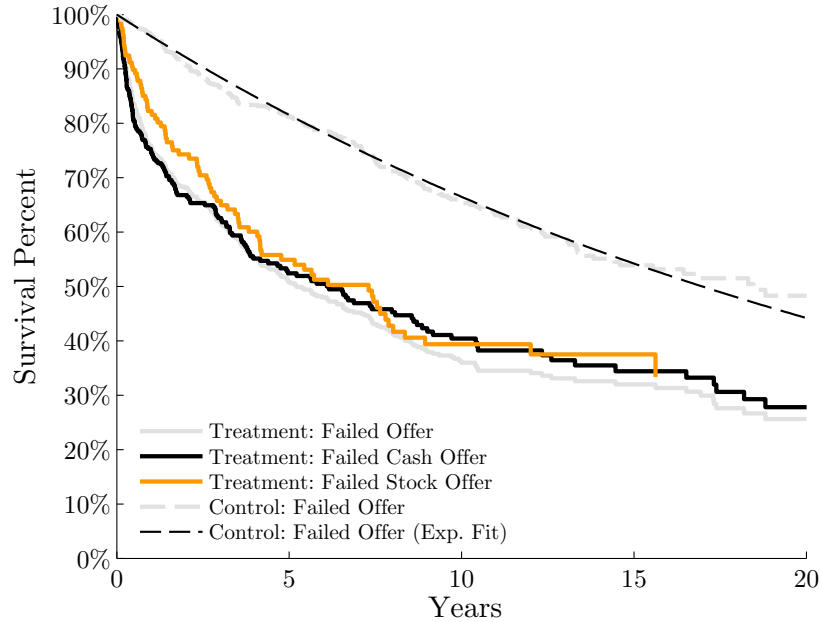 100%
90%
80%
70%
60%
50%
40%
30%
20%
10%
0%
Survival Percent
Treatment: Failed Offer
Treatment: Failed Cash Offer
Treatment: Failed Stock Offer
Control: Failed Offer
Control: Failed Offer (Exp. Fit)
0 5 10 15 20
Years